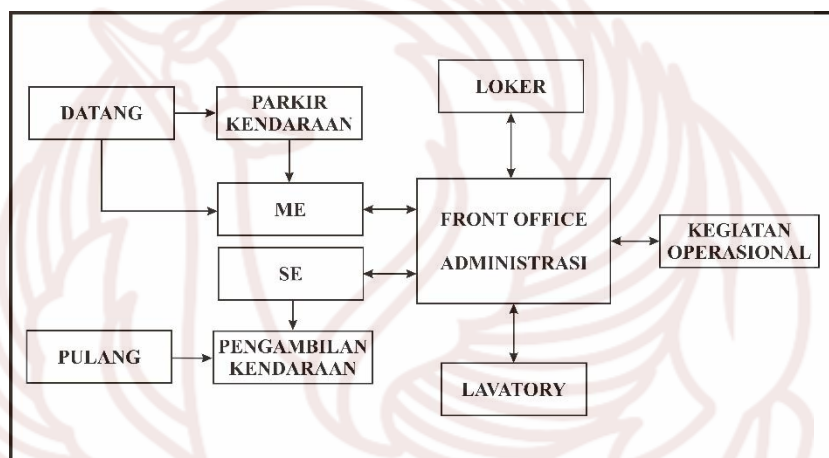 DATANG
PARKIR
KENDARAAN
LOKER
ME
FRONT OFFICE
ADMINISTRASI
KEGIATAN
OPERASIONAL
SE
PULANG
PENGAMBILAN
KENDARAAN
LAVATORY